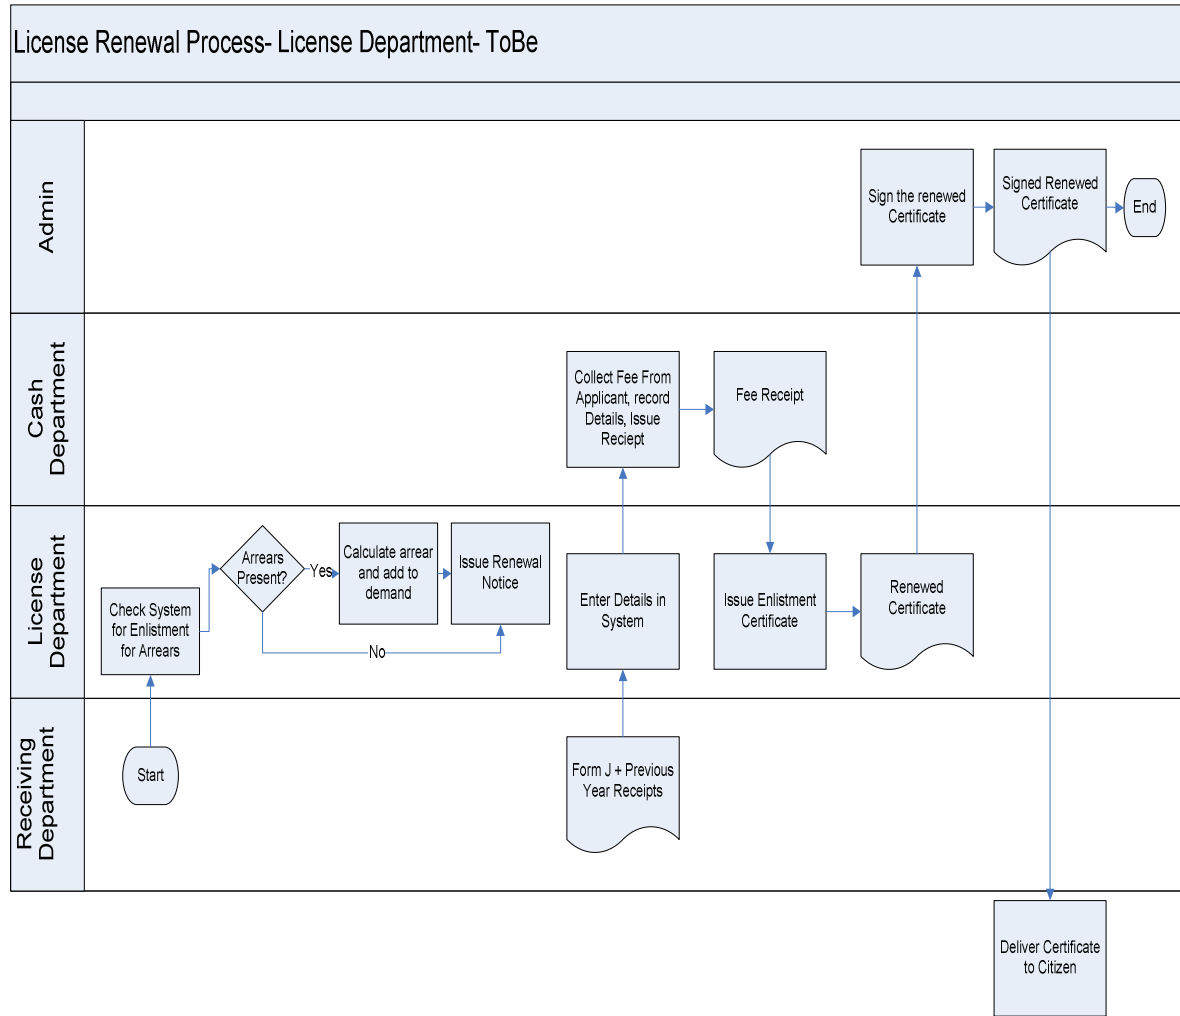 License Renewal Process- License Department- ToBe
Admin
Sign the renewed
Certificate
Signed Renewed
Certificate
End
Cash
Department
Collect Fee From
Applicant, record
Details, Issue
Reciept
Fee Receipt
License
Department
Check System
for Enlistment
for Arrears
Arrears
Present?
Yes
No
Calculate arrear
and add to
demand
Issue Renewal
Notice
Enter Details in
System
Issue Enlistment
Certificate
Renewed
Certificate
Receiving
Department
Start
Form J + Previous
Year Receipts
Deliver Certificate
to Citizen